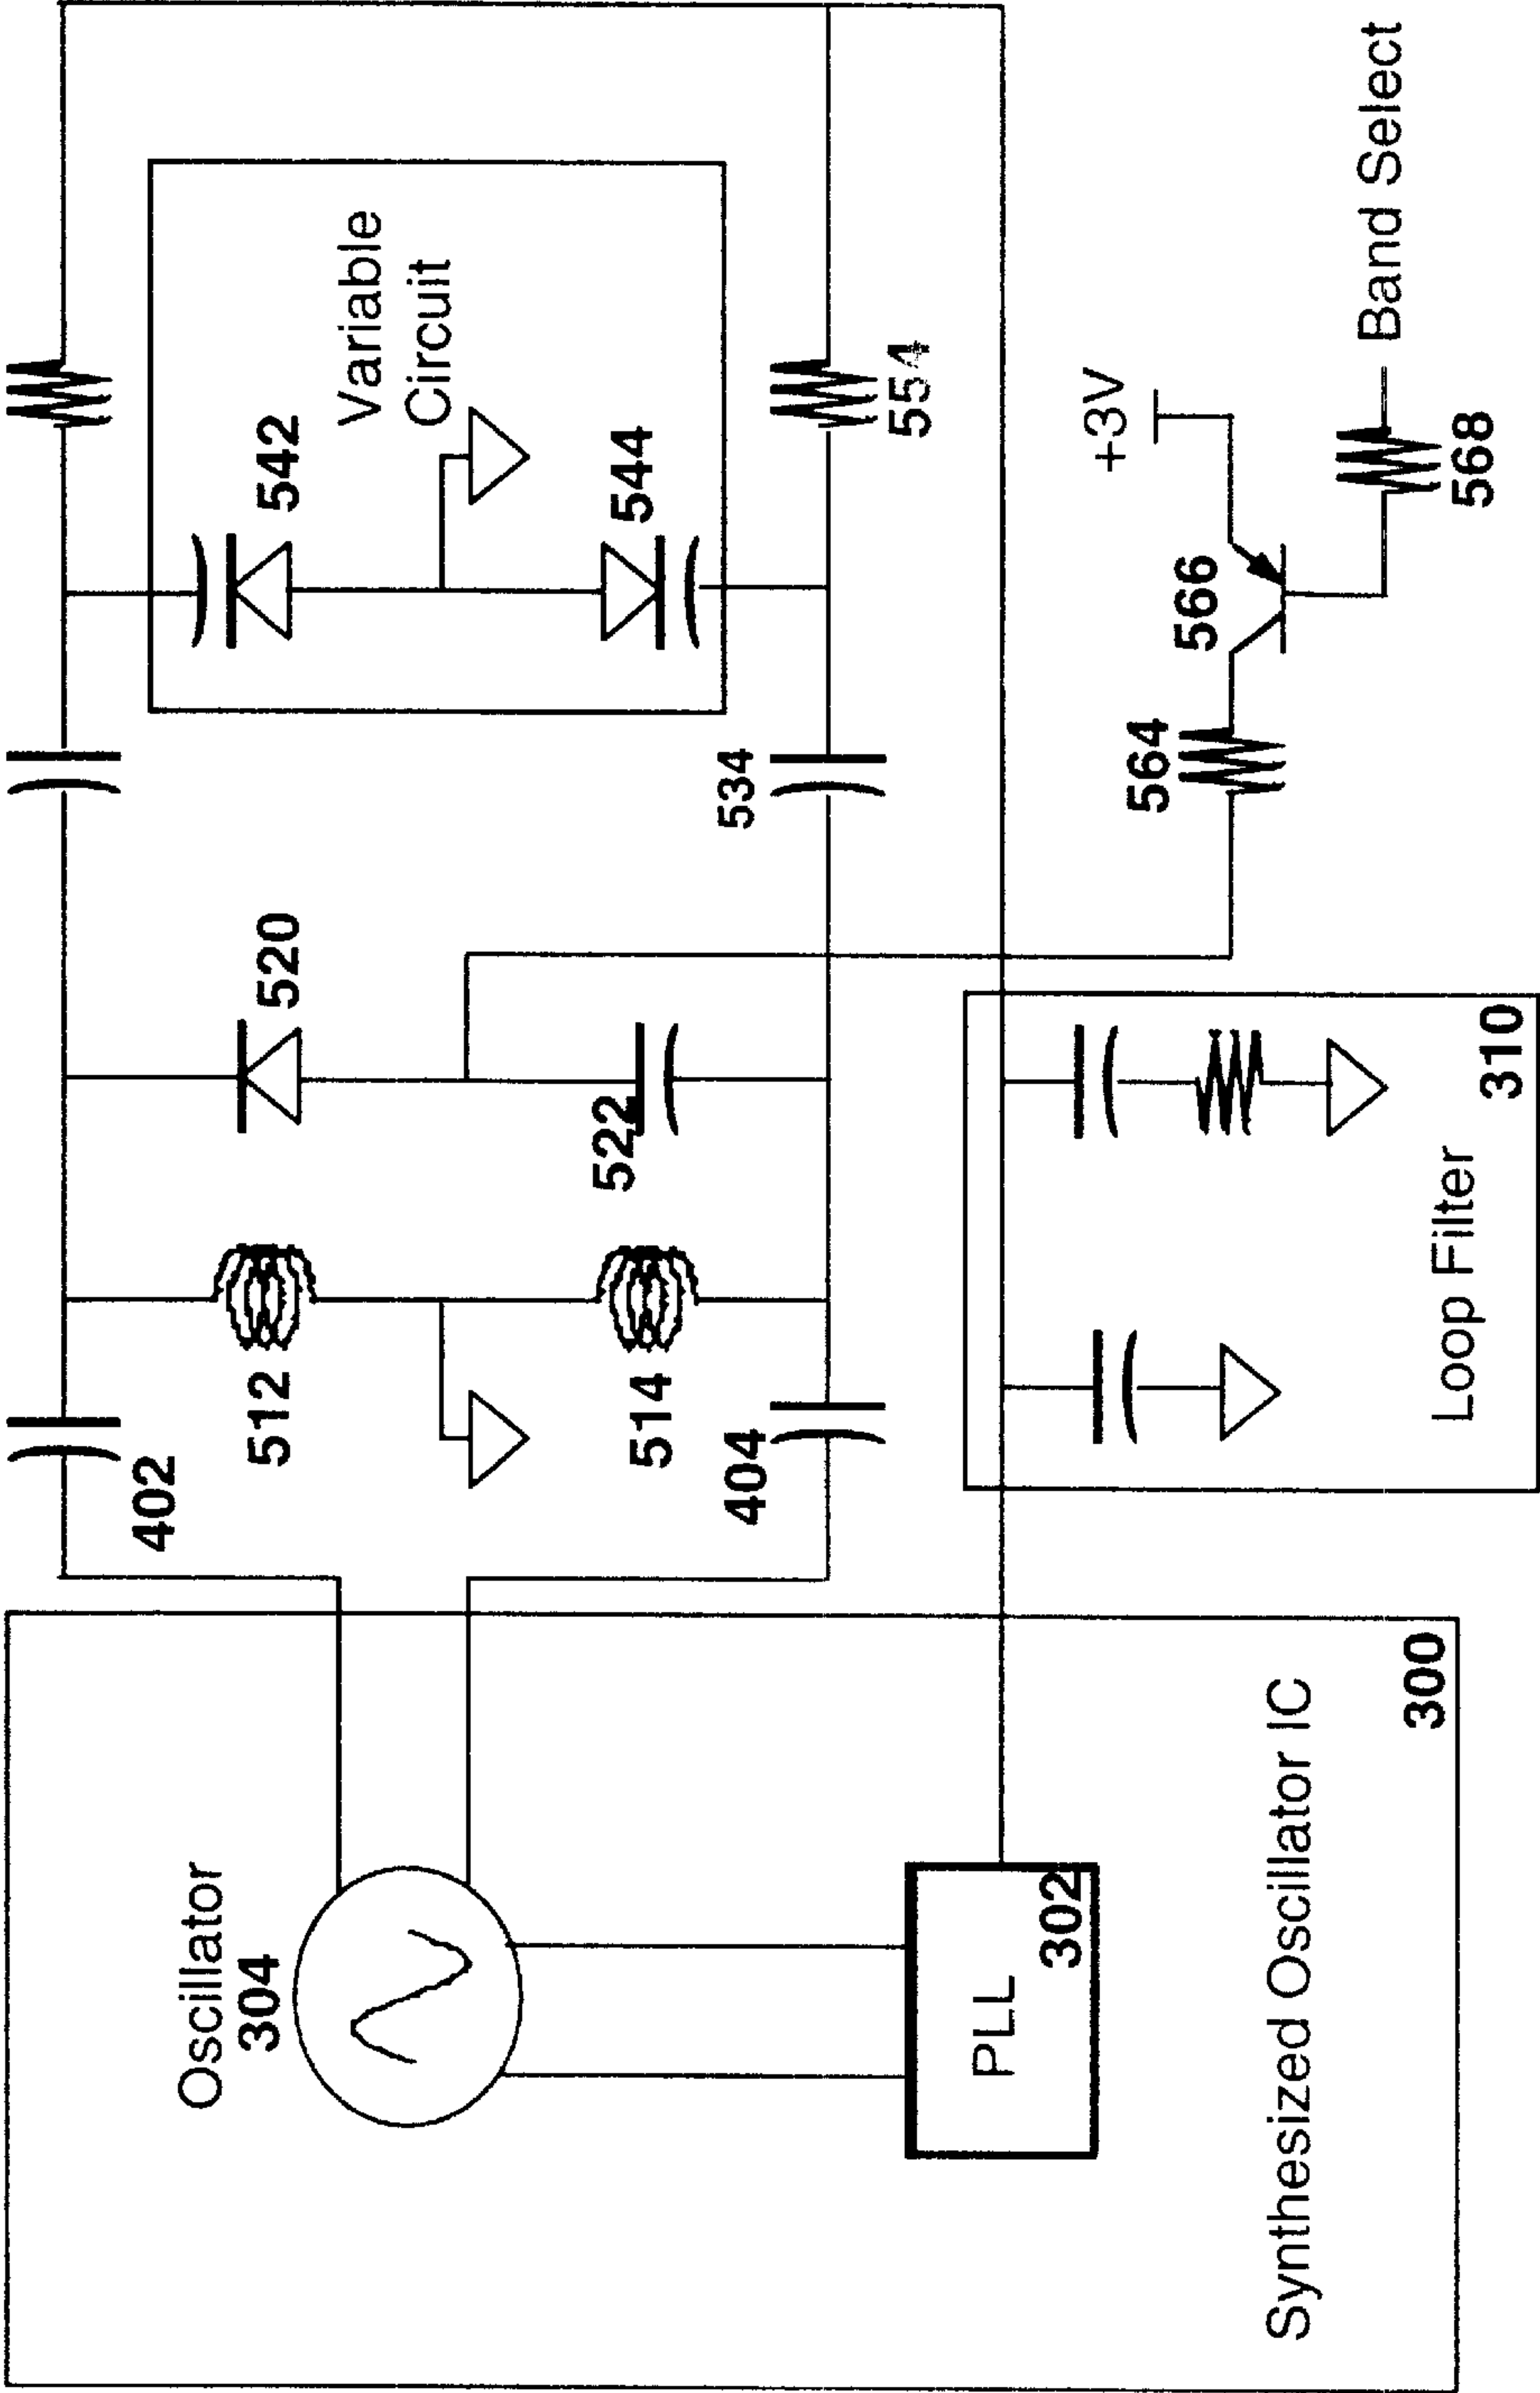 Oscillator
304
PLL
302
Synthesized Oscillator IC
300
402
512
514
404
520
522
534
542
544
Variable
Circuit
554
Loop Filter
310
564
566
+3V
568
Band Select